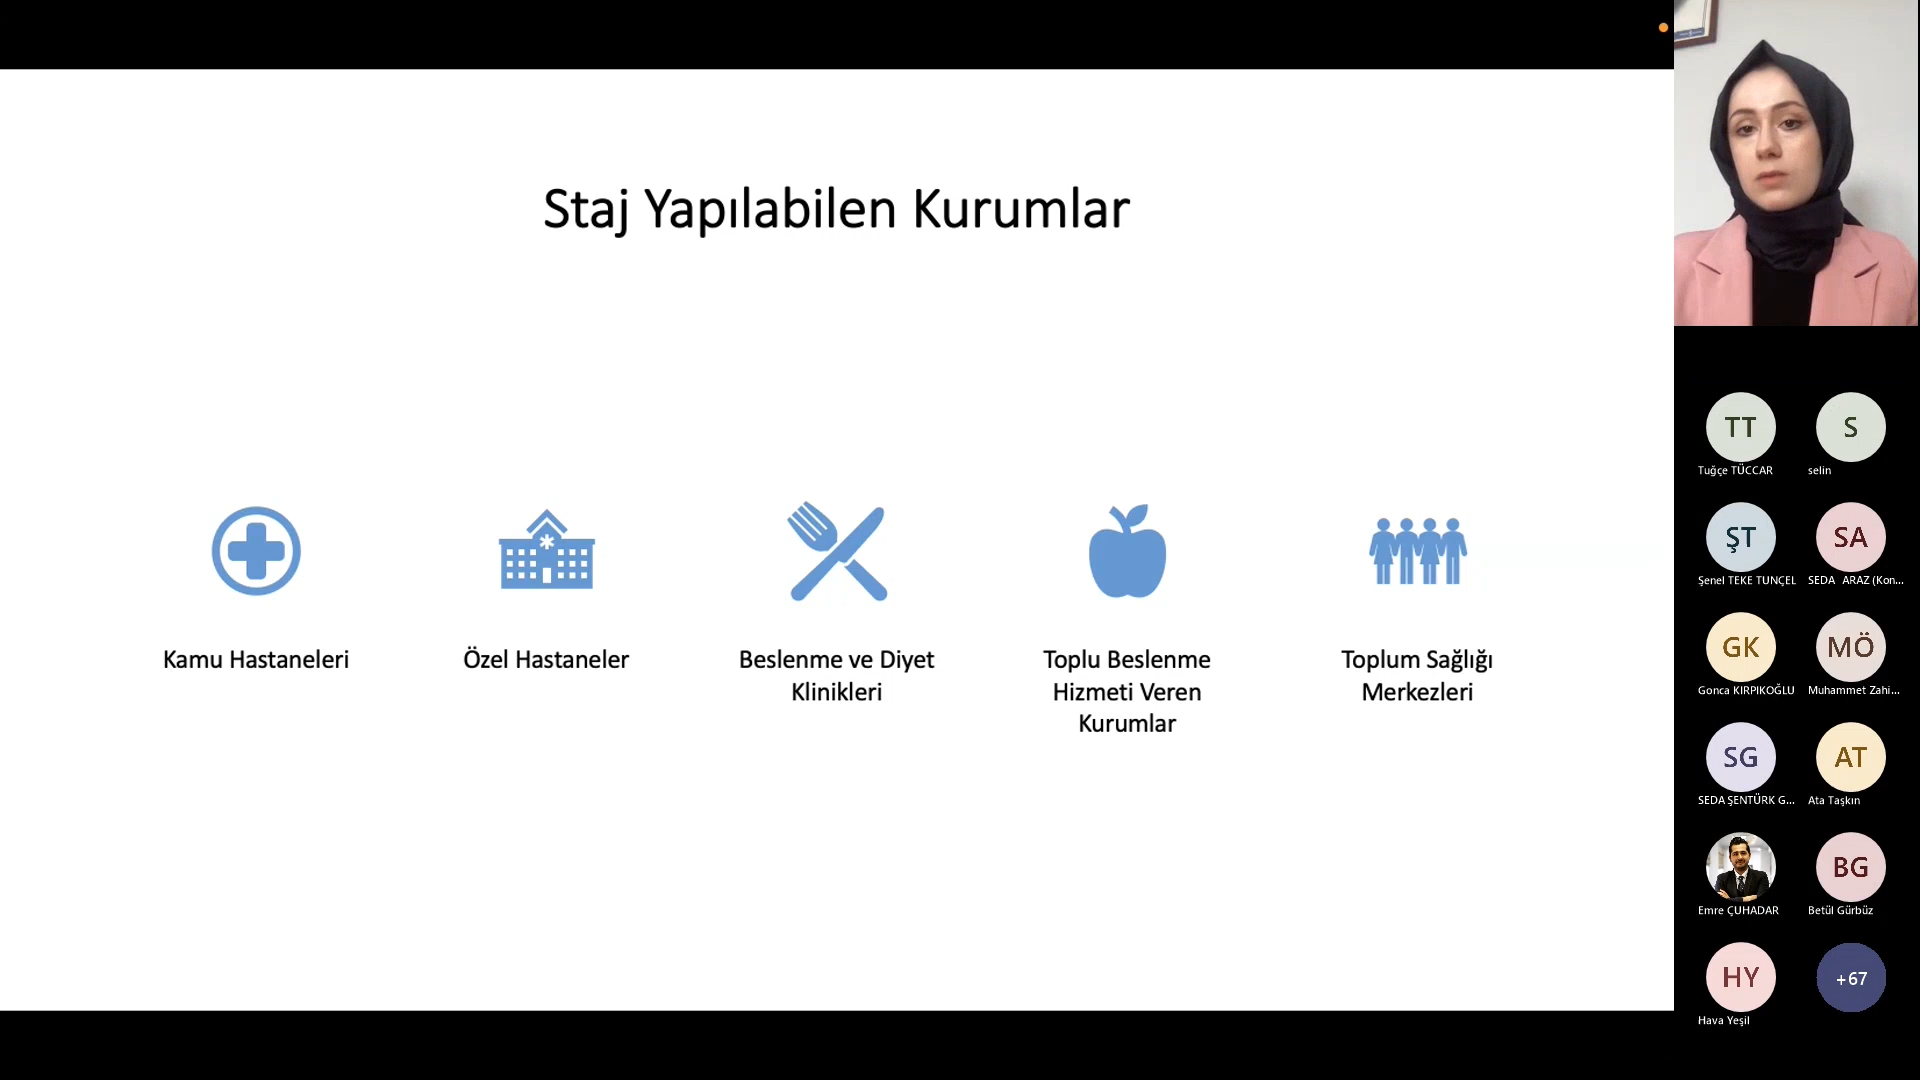 Staj Yapılabilen Kurumlar
Kamu Hastaneleri
Özel Hastaneler
Beslenme ve Diyet
Klinikleri
Toplu Beslenme
Hizmeti Veren
Kurumlar
Toplum Sağlığı
Merkezleri
TT
Tuğçe TÜCCAR
S
selin
ŞT
Şenel TEKE TUNÇEL
SA
SEDA ARAZ (Kon...
GK
Gonca KIRPIKOĞLU
MÖ
Muhammet Zahi...
SG
SEDA ŞENTÜRK G...
AT
Ata Taşkın
Emre ÇUHADAR
BG
Betül Gürbüz
HY
Hava Yeşil
+67